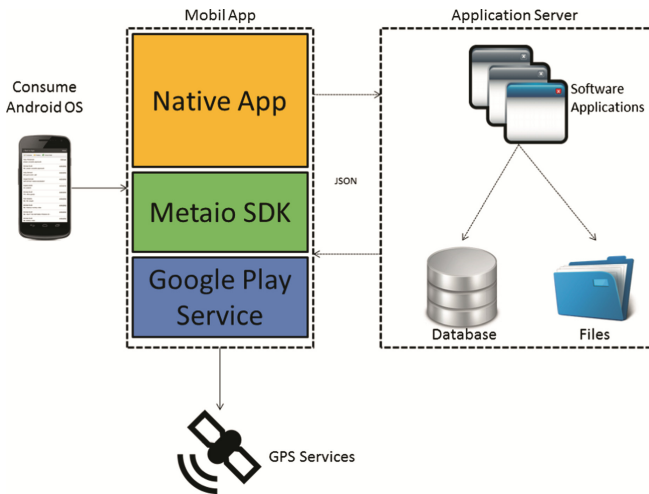 Mobil App
Application Server
Consume
Android OS
Native App
Software
Applications
JSON
Metaio SDK
Google Play
Service
Database
Files
GPS Services